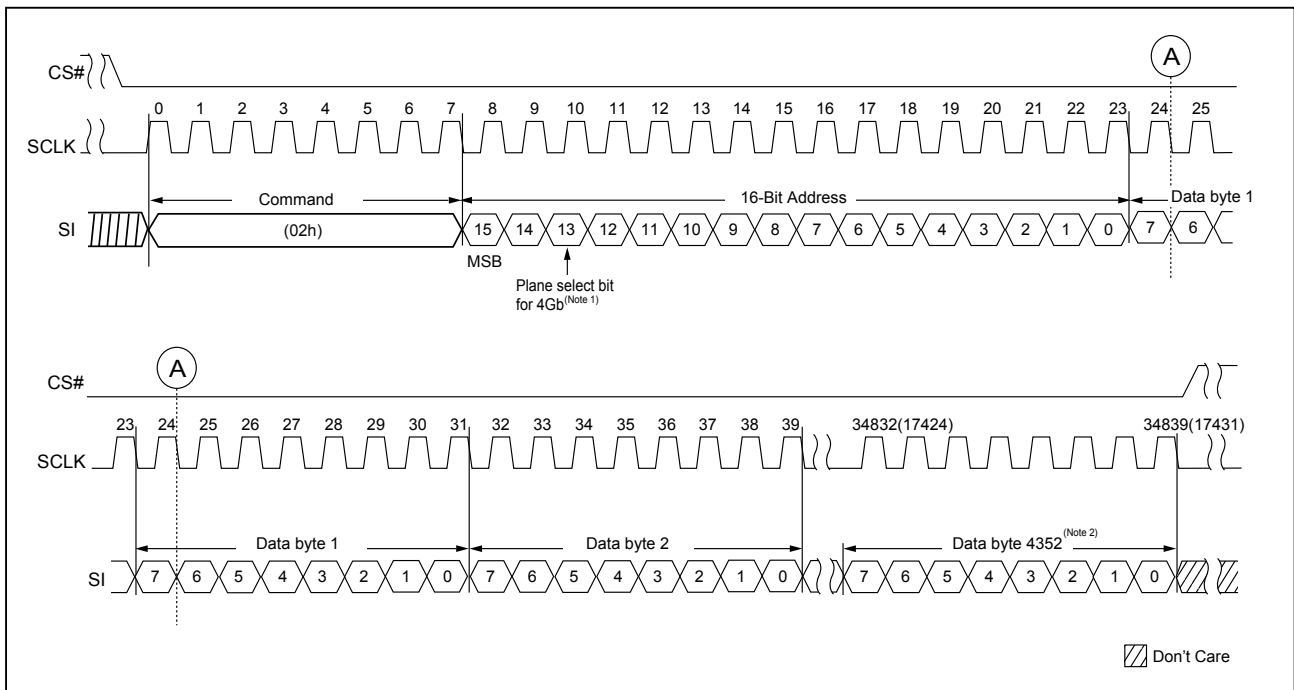 A
CS#
0 1 2 3 4 5 6 7 8 9 10 11 12 13 14 15 16 17 18 19 20 21 22 23 24 25
SCLK
Command 16-Bit Address Data byte 1
SI (02h) 15 14 13 12 11 10 9 8 7 6 5 4 3 2 1 0 7 6
MSB
Plane select bit
for 4Gb(Note 1)
A
CS#
23 24 25 26 27 28 29 30 31 32 33 34 35 36 37 38 39 34832(17424) 34839(17431)
SCLK
Data byte 1 Data byte 2 Data byte 4352(Note 2)
SI 7 6 5 4 3 2 1 0 7 6 5 4 3 2 1 0 7 6 5 4 3 2 1 0
Don't Care